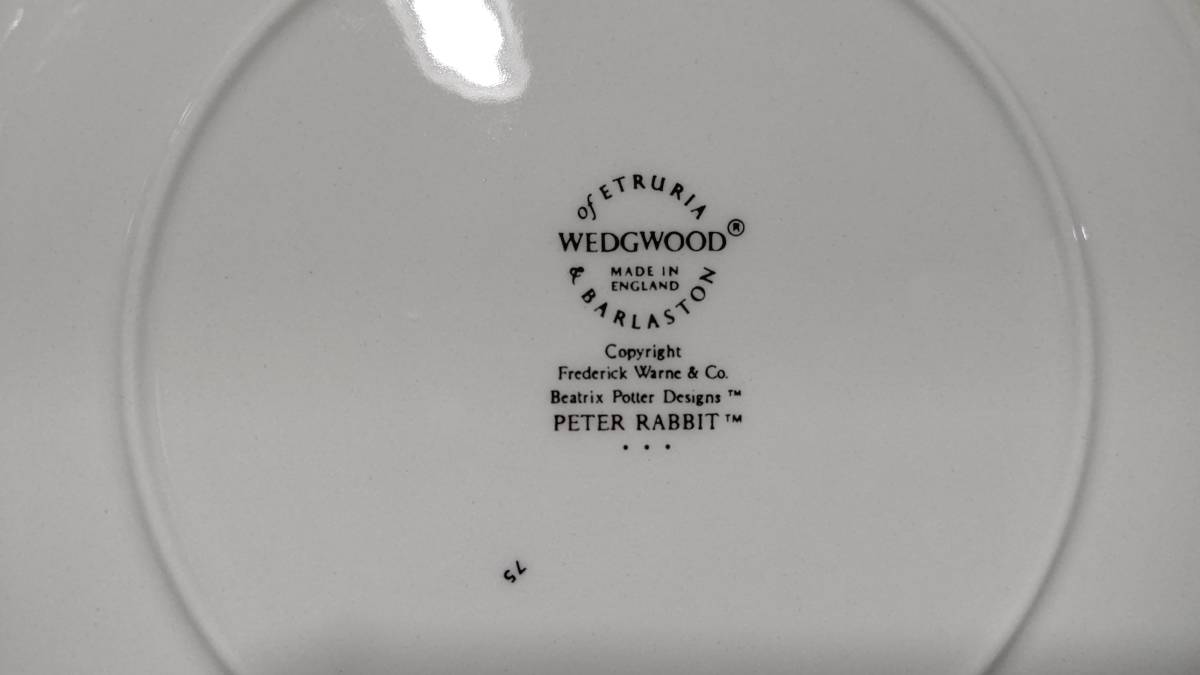 of ETRURIA
WEDGWOOD®
MADE IN
ENGLAND
& BARLASTON
Copyright
Frederick Warne & Co.
Beatrix Potter Designs ™
PETER RABBIT ™
• • •
75